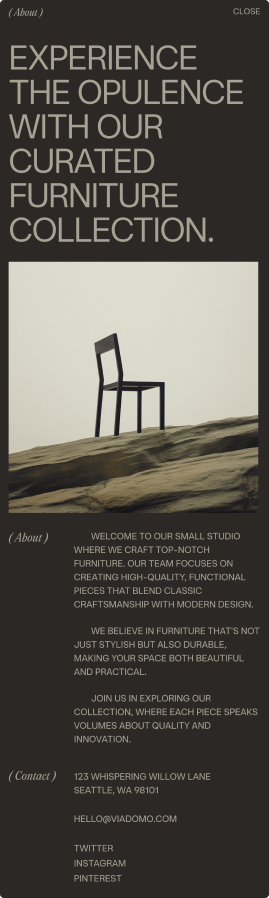 ( About )
CLOSE
EXPERIENCE
THE OPULENCE
WITH OUR
CURATED
FURNITURE
COLLECTION.
( About )
WELCOME TO OUR SMALL STUDIO
WHERE WE CRAFT TOP-NOTCH
FURNITURE. OUR TEAM FOCUSES ON
CREATING HIGH-QUALITY, FUNCTIONAL
PIECES THAT BLEND CLASSIC
CRAFTSMANSHIP WITH MODERN DESIGN.
WE BELIEVE IN FURNITURE THAT'S NOT
JUST STYLISH BUT ALSO DURABLE,
MAKING YOUR SPACE BOTH BEAUTIFUL
AND PRACTICAL.
JOIN US IN EXPLORING OUR
COLLECTION, WHERE EACH PIECE SPEAKS
VOLUMES ABOUT QUALITY AND
INNOVATION.
( Contact )
123 WHISPERING WILLOW LANE
SEATTLE, WA 98101
HELLO@VIADOMO.COM
TWITTER
INSTAGRAM
PINTEREST